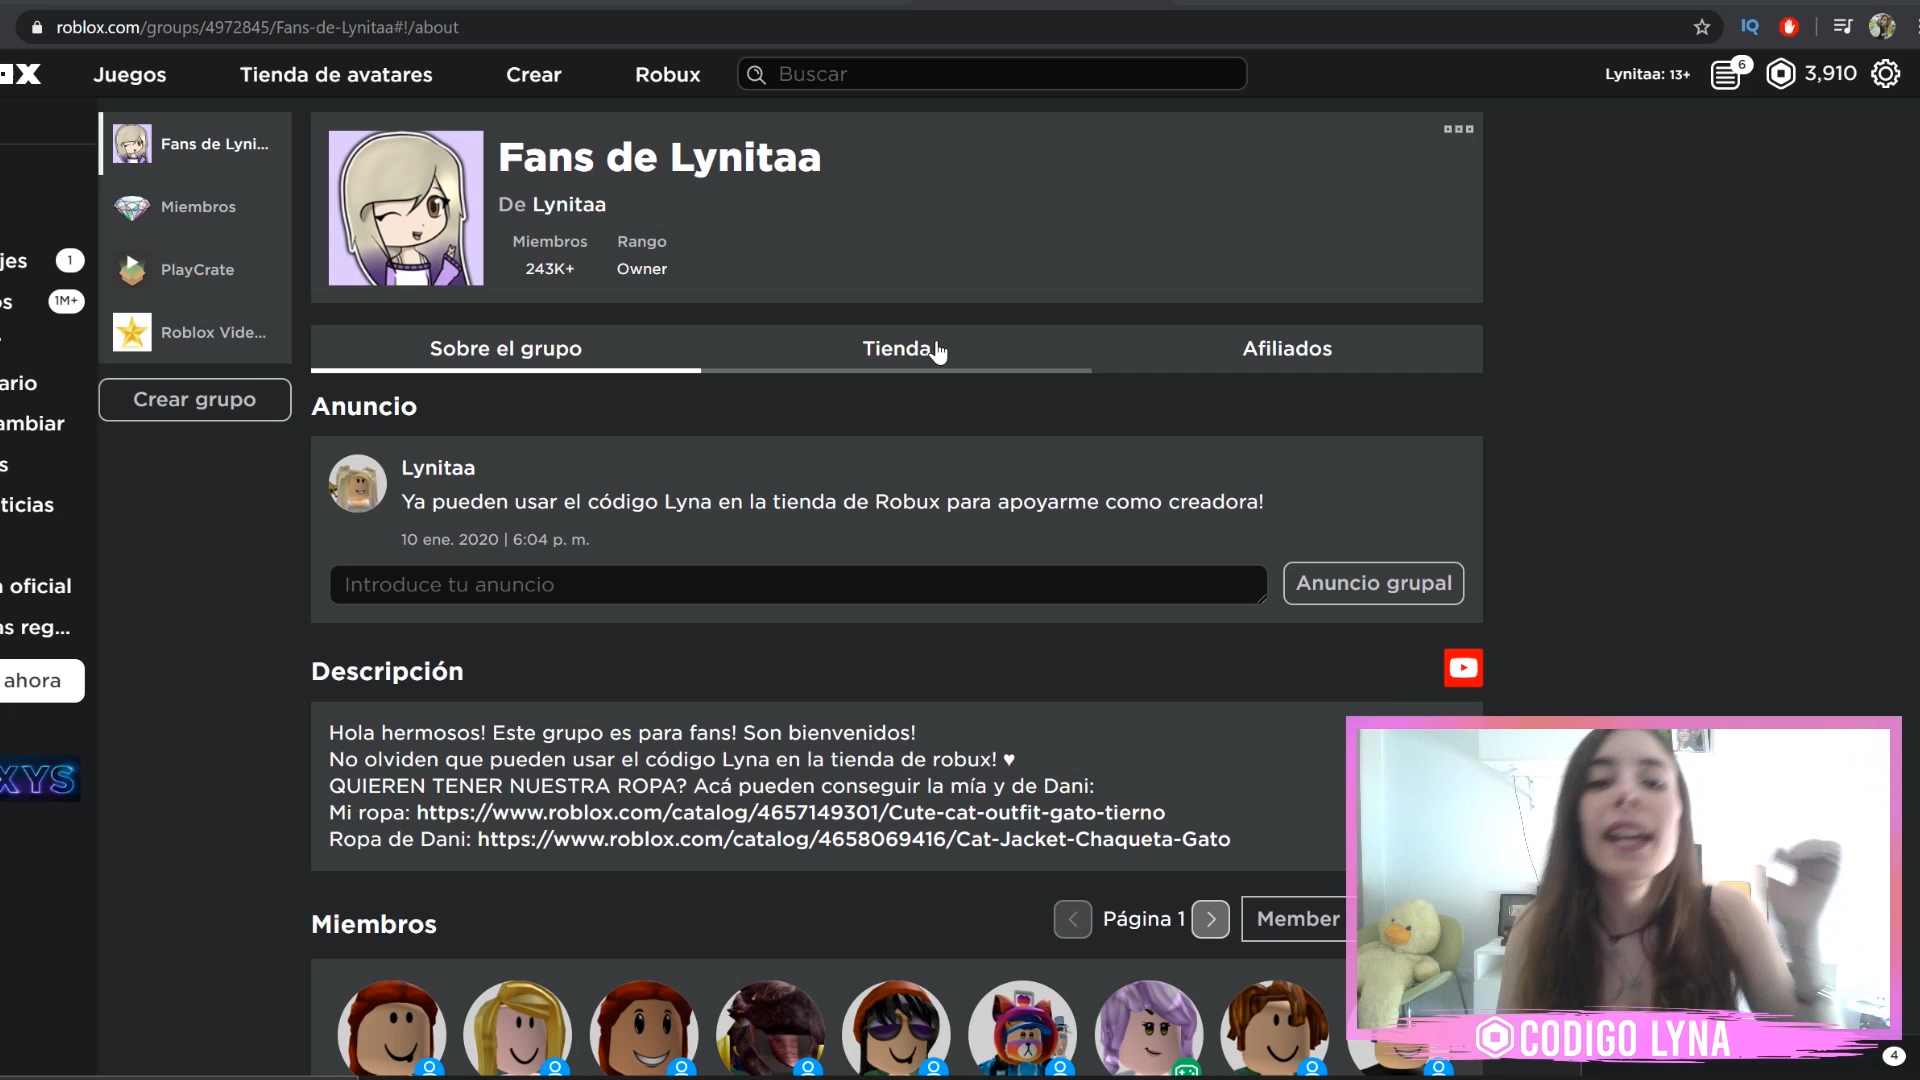 roblox.com/groups/4972845/Fans-de-Lynitaa#!/about
IQ
OX
Juegos
Tienda de avatares
Crear
Robux
Buscar
Lynitaa: 13+
6
3,910
Fans de Lyni...
Miembros
PlayCrate
Roblox Vide...
Crear grupo
jes
1
os
1M+
ario
ambiar
s
ticias
a oficial
as reg...
ahora
XYS
Fans de Lynitaa
De Lynitaa
Miembros
Rango
243K+
Owner
Sobre el grupo
Tienda
Afiliados
Anuncio
Lynitaa
Ya pueden usar el código Lyna en la tienda de Robux para apoyarme como creadora!
10 ene. 2020 | 6:04 p. m.
Introduce tu anuncio
Anuncio grupal
Descripción
Hola hermosos! Este grupo es para fans! Son bienvenidos!
No olviden que pueden usar el código Lyna en la tienda de robux! ♥
QUIEREN TENER NUESTRA ROPA? Acá pueden conseguir la mía y de Dani:
Mi ropa: https://www.roblox.com/catalog/4657149301/Cute-cat-outfit-gato-tierno
Ropa de Dani: https://www.roblox.com/catalog/4658069416/Cat-Jacket-Chaqueta-Gato
Miembros
Página 1
Member
CODIGO LYNA
4